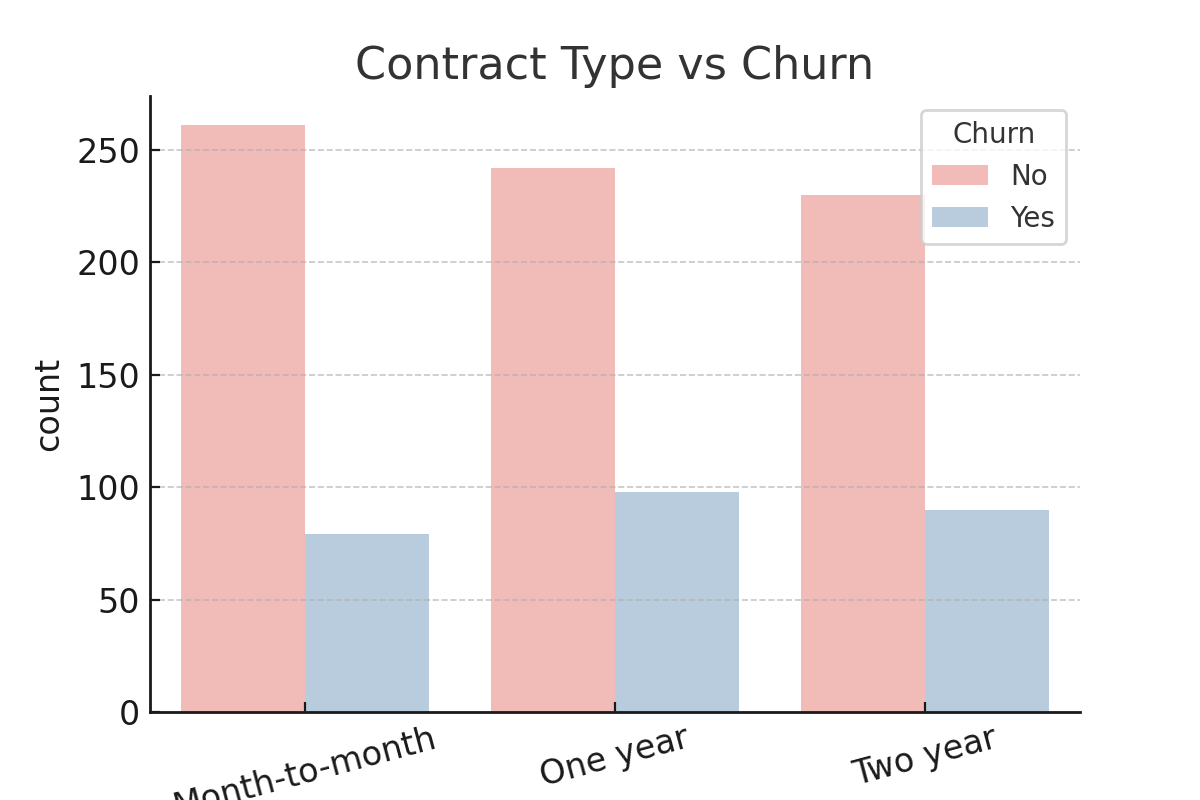 Contract Type vs Churn
250
200
150
100
50
0
count
Churn
No
Yes
Month-to-month
One year
Two year